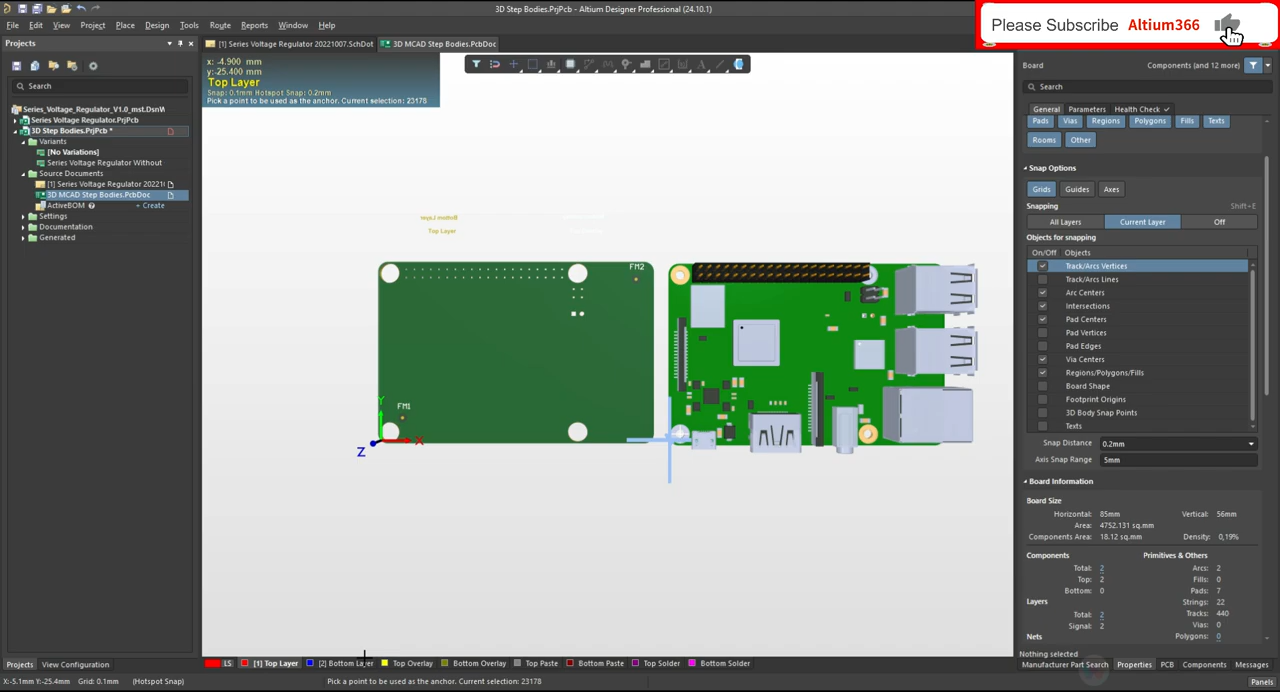 3D Step Bodies.PrjPcb - Altium Designer Professional (24.10.1)
Please Subscribe Altium366
File Edit View Project Place Design Tools Route Reports Window Help
Projects
[1] Series Voltage Regulator 20221007.SchDot
3D MCAD Step Bodies.PcbDoc
Search
Series_Voltage_Regulator_V1.0_mst.DsnW
Series Voltage Regulator.PrjPcb
3D Step Bodies.PrjPcb *
Variants
[No Variations]
Series Voltage Regulator Without
Source Documents
[1] Series Voltage Regulator 20221
3D MCAD Step Bodies.PcbDoc
ActiveBOM + Create
Settings
Documentation
Generated
x: -4.900 mm
y:-25.400 mm
Top Layer
Snap: 0.1mm Hotspot Snap: 0.2mm
Pick a point to be used as the anchor. Current selection: 23178
Bottom Layer
Top Layer
FM2
FM1
Y
X
Z
Board Components (and 12 more)
Search
General Parameters Health Check
Pads Vias Regions Polygons Fills Texts
Rooms Other
Snap Options
Grids Guides Axes
Snapping Shift+E
All Layers Current Layer Off
Objects for snapping
On/Off Objects
Track/Arcs Vertices
Track/Arcs Lines
Arc Centers
Intersections
Pad Centers
Pad Vertices
Pad Edges
Via Centers
Regions/Polygons/Fills
Board Shape
Footprint Origins
3D Body Snap Points
Texts
Snap Distance 0.2mm
Axis Snap Range 5mm
Board Information
Board Size
Horizontal: 85mm Vertical: 56mm
Area: 4752.131 sq.mm
Components Area: 18.12 sq.mm Density: 0,19%
Components Primitives & Others
Total: 2 Arcs: 2
Top: 2 Fills: 0
Bottom: 0 Pads: 7
Layers Strings: 22
Total: 2 Tracks: 440
Signal: 2 Vias: 0
Nets Polygons: 0
Nothing selected
Projects View Configuration
LS [1] Top Layer [2] Bottom Layer Top Overlay Bottom Overlay Top Paste Bottom Paste Top Solder Bottom Solder
Manufacturer Part Search Properties PCB Components Messages
X:-5.1mm Y:-25.4mm Grid: 0.1mm (Hotspot Snap) Pick a point to be used as the anchor. Current selection: 23178 Panels